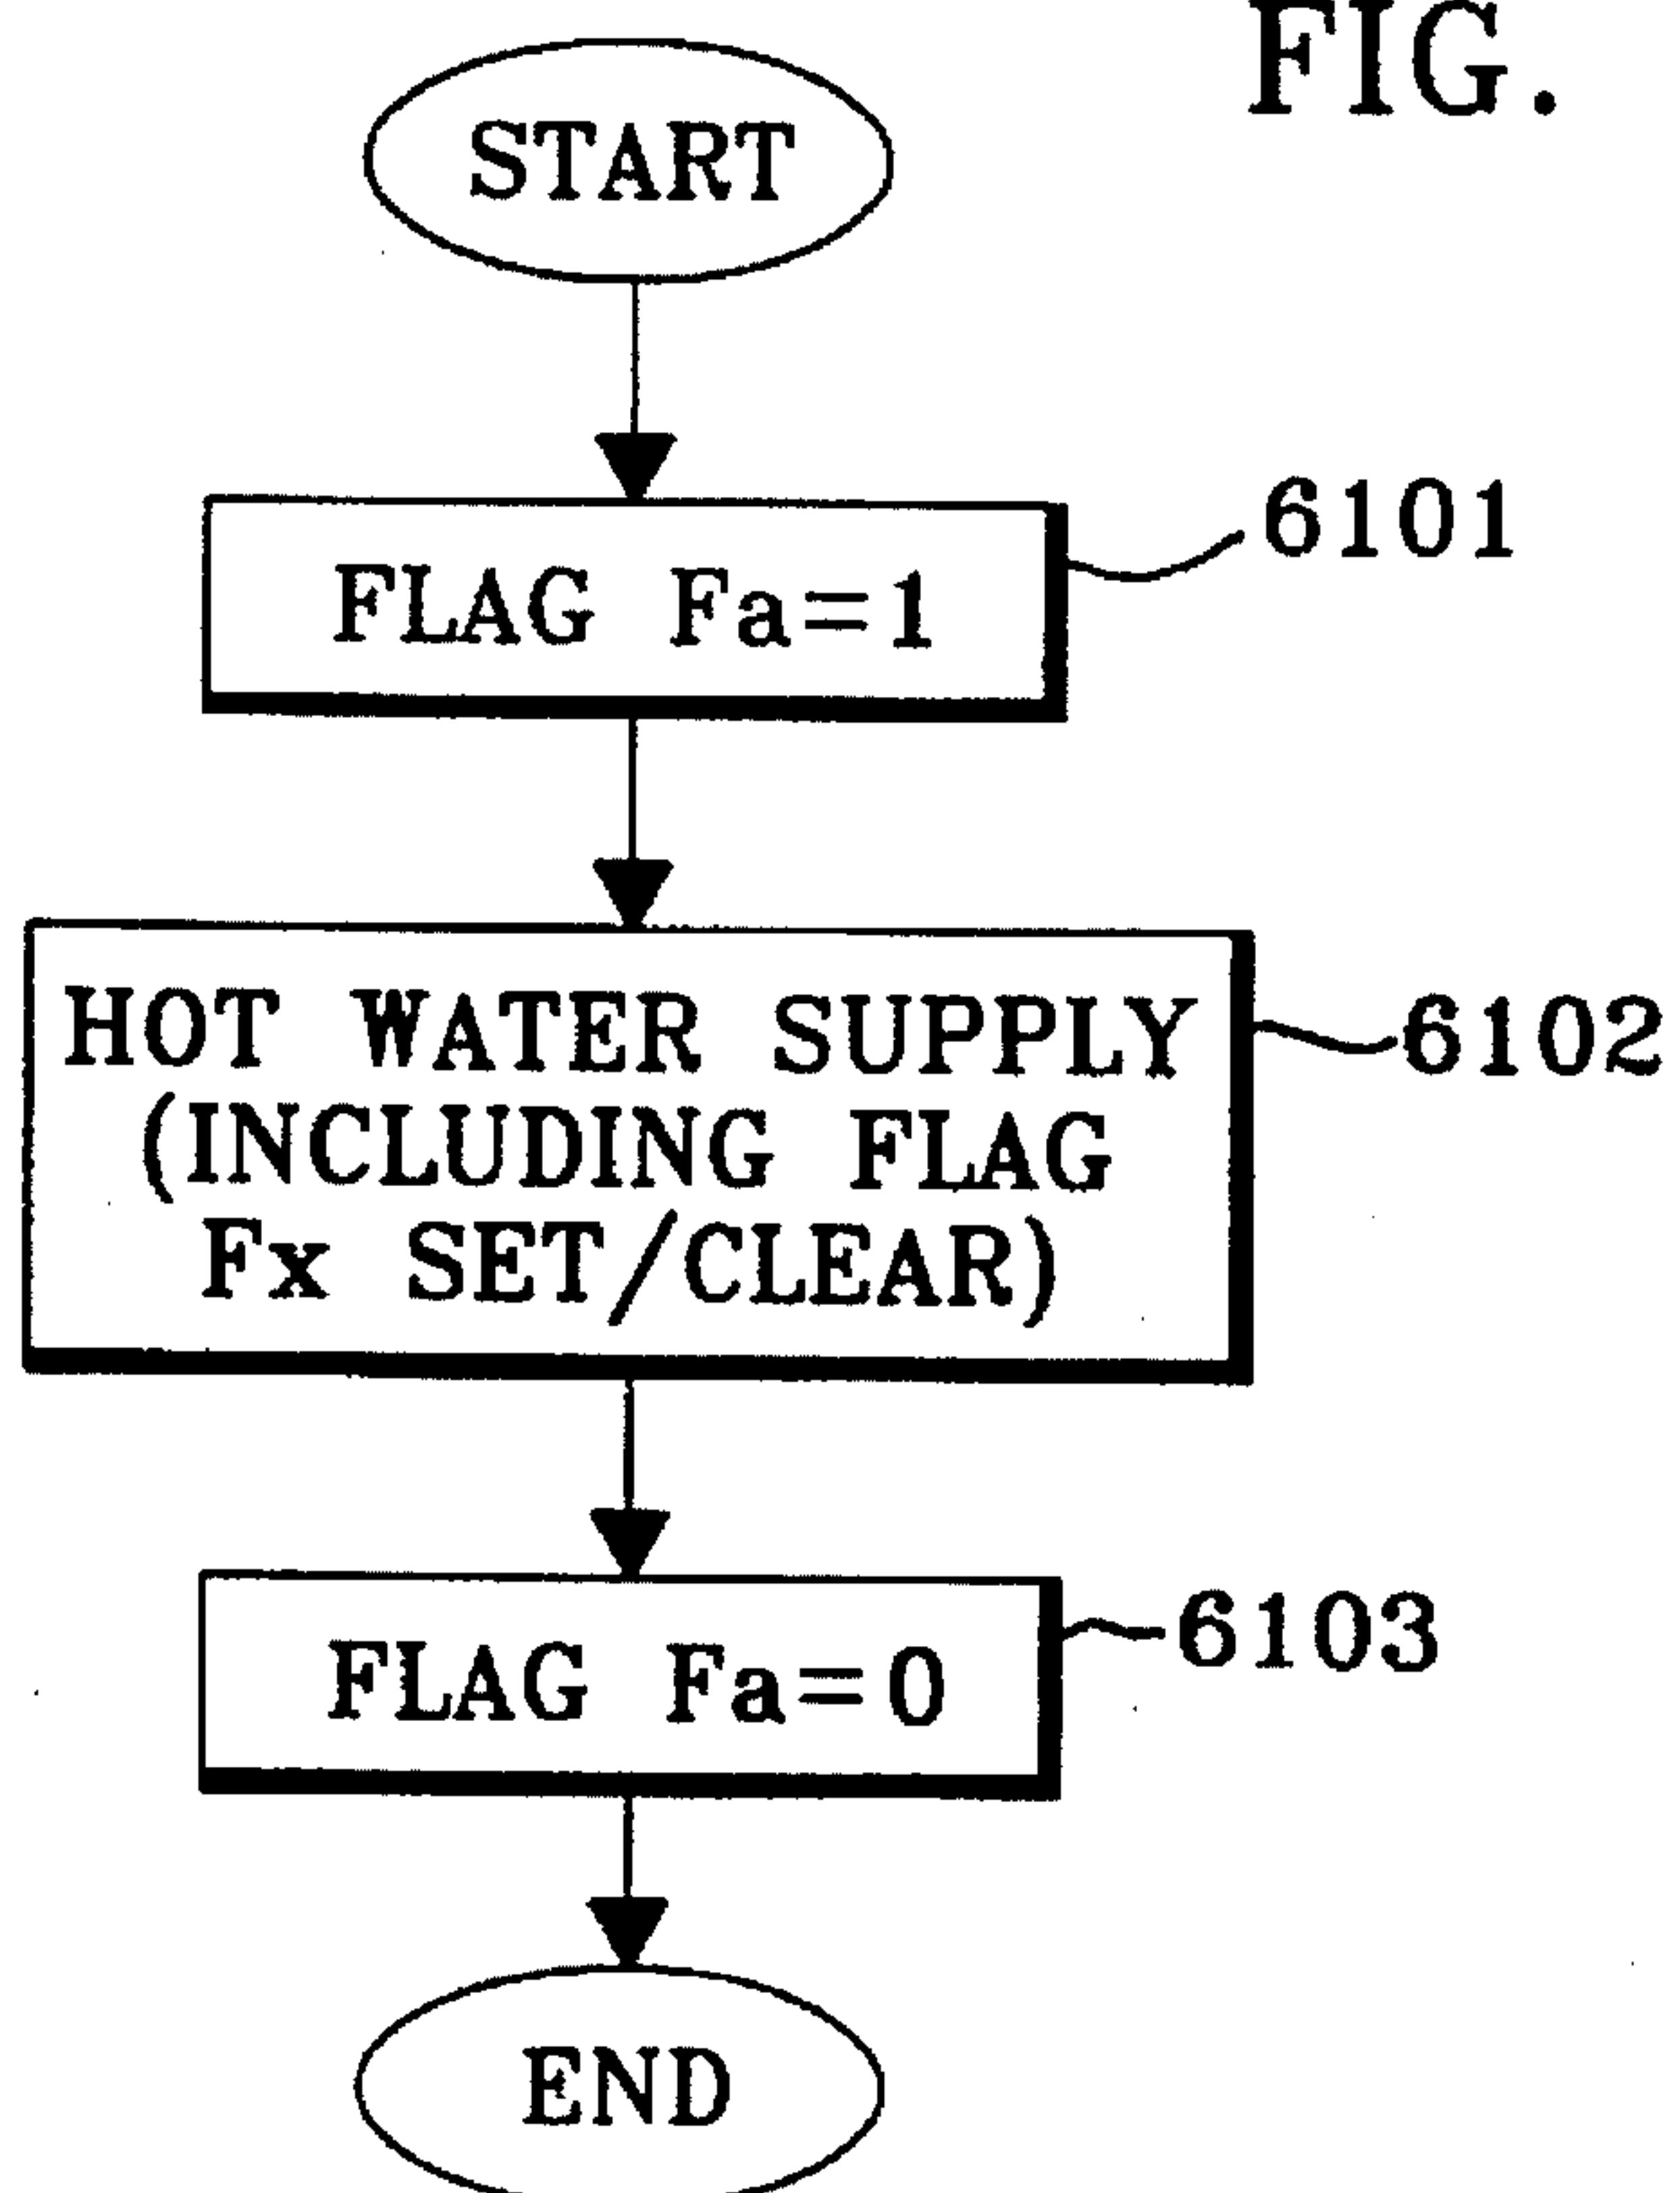 FIG.
START
FLAG Fa=1
6101
HOT WATER SUPPLY
(INCLUDING FLAG
Fx SET/CLEAR)
6102
FLAG Fa=0
6103
END